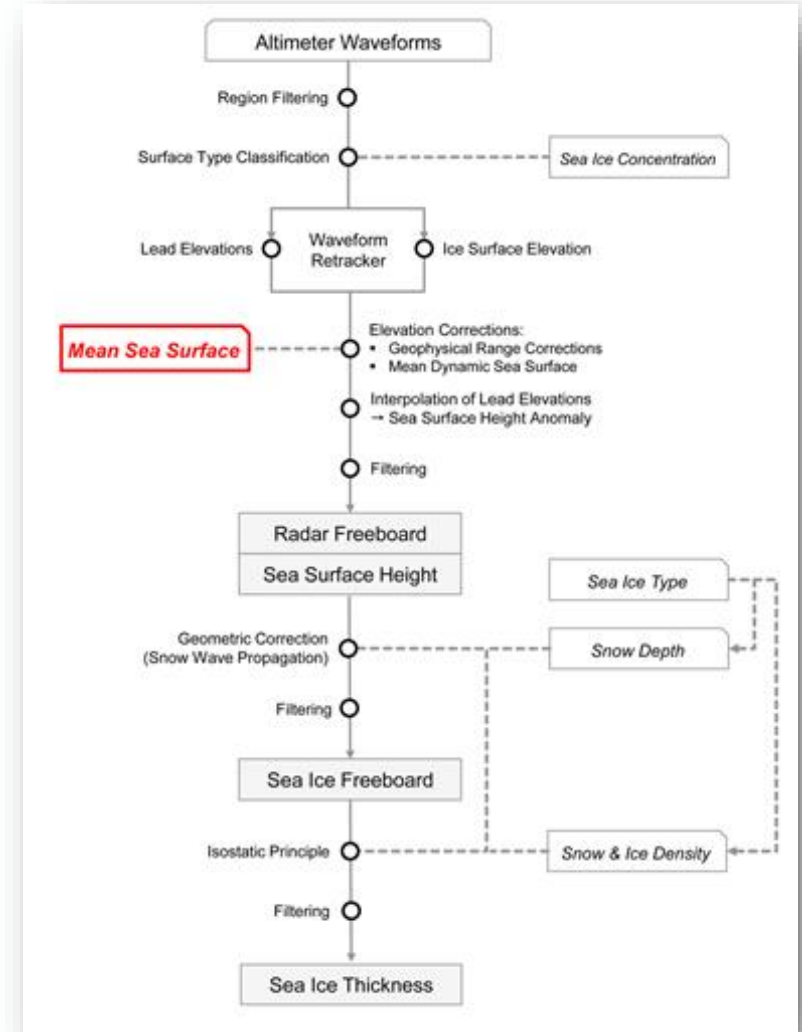 Altimeter Waveforms
Region Filtering
Surface Type Classification
Sea Ice Concentration
Lead Elevations
Waveform
Retracker
Ice Surface Elevation
Mean Sea Surface
Elevation Corrections:
▪ Geophysical Range Corrections
▪ Mean Dynamic Sea Surface
Interpolation of Lead Elevations
→ Sea Surface Height Anomaly
Filtering
Radar Freeboard
Sea Surface Height
Sea Ice Type
Geometric Correction
(Snow Wave Propagation)
Snow Depth
Filtering
Sea Ice Freeboard
Isostatic Principle
Snow & Ice Density
Filtering
Sea Ice Thickness